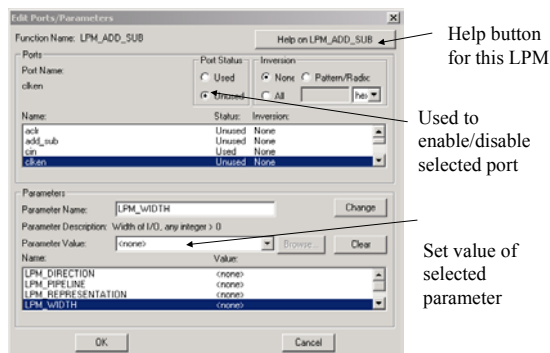 Edit Ports/Parameters
Function Name: LPM_ADD_SUB
Help on LPM_ADD_SUB
Help button
for this LPM
Ports
Port Name:
clken
Port Status
Used
Unused
Inversion
None
Pattern/Radix:
All
hex
Name: Status: Inversion:
aclr Unused None
add_sub Unused None
cin Used None
clken Unused None
Used to
enable/disable
selected port
Parameters
Parameter Name: LPM_WIDTH
Change
Parameter Description: Width of I/O, any integer > 0
Parameter Value: <none>
Browse...
Clear
Name: Value:
LPM_DIRECTION <none>
LPM_PIPELINE <none>
LPM_REPRESENTATION <none>
LPM_WIDTH <none>
Set value of
selected
parameter
OK
Cancel